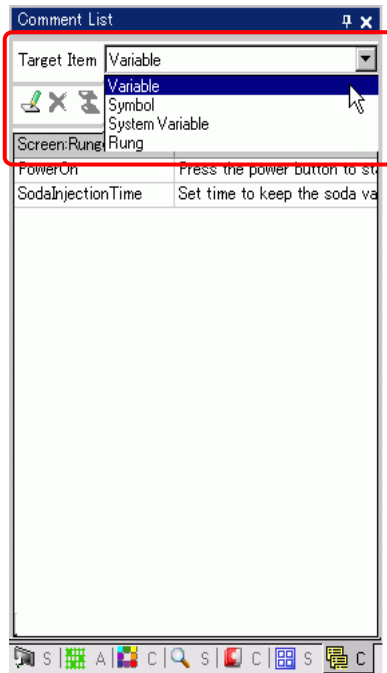 Comment List
Target Item Variable
Variable
Symbol
System Variable
Rung
Screen:Rung
PowerOn Press the power button to sta
SodaInjectionTime Set time to keep the soda va
S A C S C S C